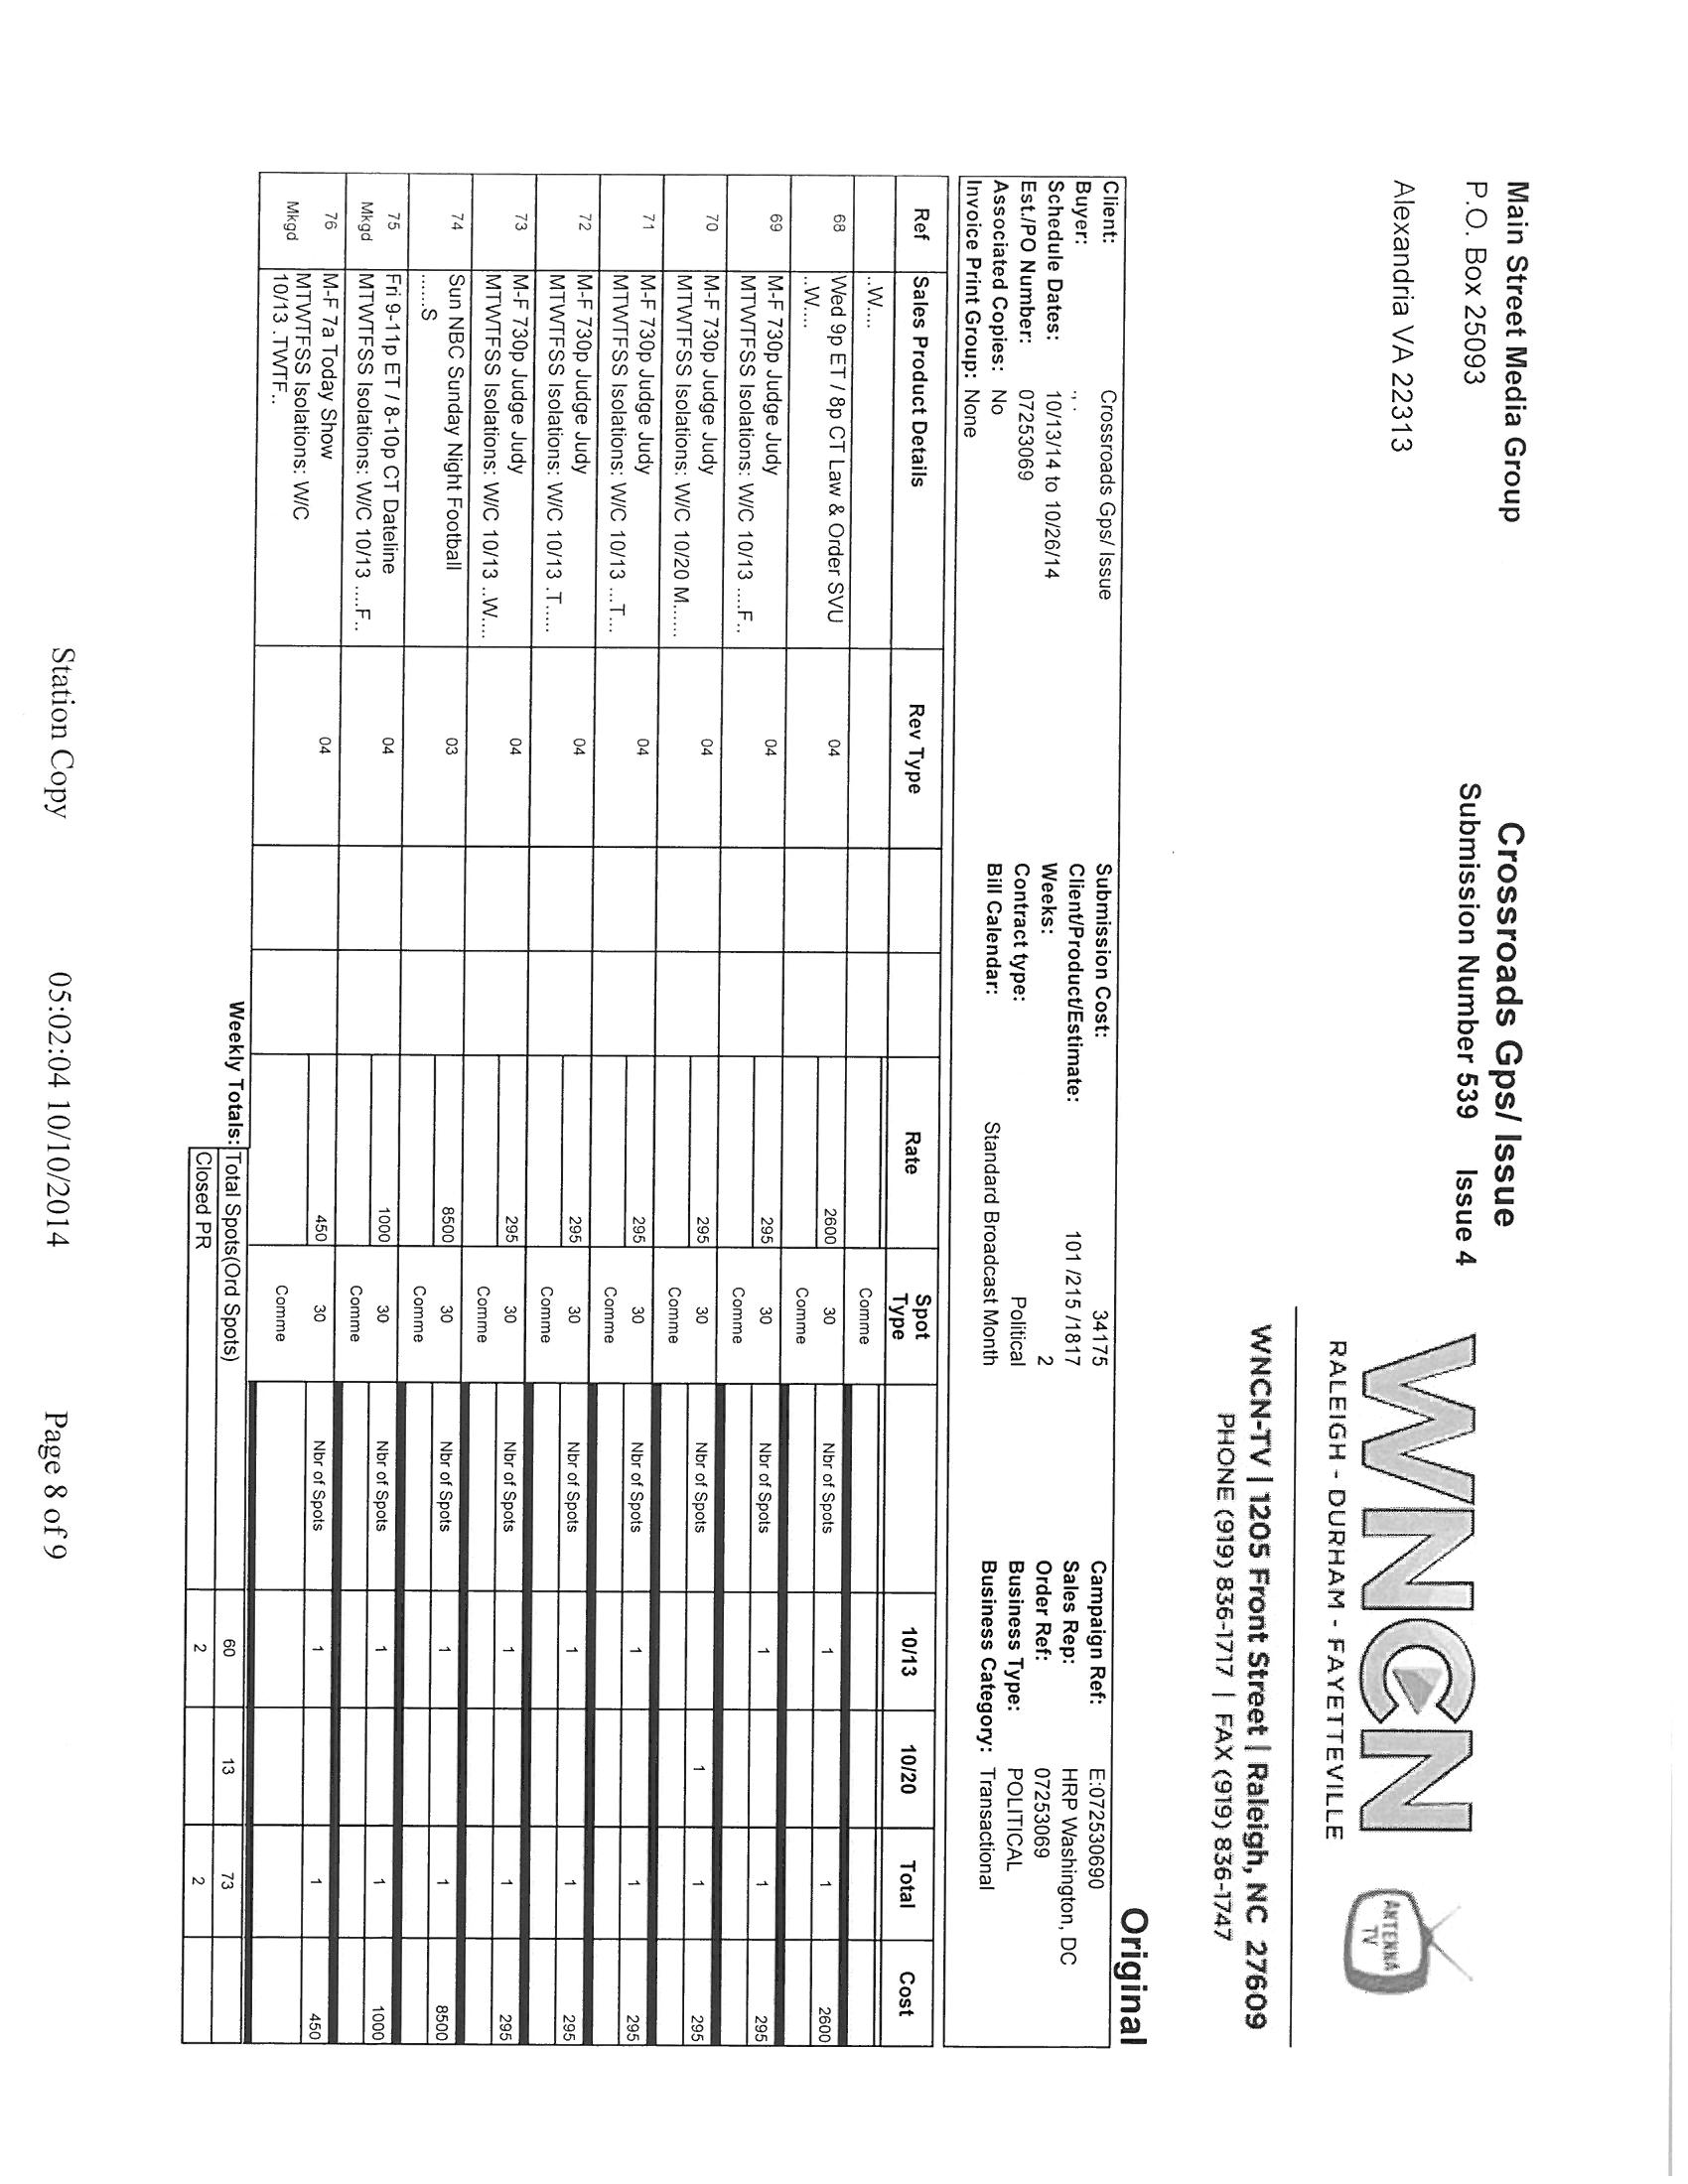 Main Street Media Group
P.O. Box 25093
Alexandria VA 22313
Crossroads Gps/ Issue
Submission Number 539 Issue 4
WNCN
RALEIGH - DURHAM - FAYETTEVILLE
ANTENNA
TV
WNCN-TV | 1205 Front Street | Raleigh, NC 27609
PHONE (919) 836-1717 | FAX (919) 836-1747
Original
Client: Crossroads Gps/ Issue Submission Cost: 34175 Campaign Ref: E:072530690
Buyer: ., . Client/Product/Estimate: 101 /215 /1817 Sales Rep: HRP Washington, DC
Schedule Dates: 10/13/14 to 10/26/14 Weeks: 2 Order Ref: 07253069
Est./PO Number: 07253069 Contract type: Political Business Type: POLITICAL
Associated Copies: No Bill Calendar: Standard Broadcast Month Business Category: Transactional
Invoice Print Group: None
Ref Sales Product Details Rev Type Rate Spot Type 10/13 10/20 Total Cost
..W.... Comme
68 Wed 9p ET / 8p CT Law & Order SVU 04 2600 30 Nbr of Spots 1 1 2600
..W.... Comme
69 M-F 730p Judge Judy 04 295 30 Nbr of Spots 1 1 295
MTWTFSS Isolations: W/C 10/13 ....F.. Comme
70 M-F 730p Judge Judy 04 295 30 Nbr of Spots 1 1 295
MTWTFSS Isolations: W/C 10/20 M...... Comme
71 M-F 730p Judge Judy 04 295 30 Nbr of Spots 1 1 295
MTWTFSS Isolations: W/C 10/13 ...T... Comme
72 M-F 730p Judge Judy 04 295 30 Nbr of Spots 1 1 295
MTWTFSS Isolations: W/C 10/13 .T..... Comme
73 M-F 730p Judge Judy 04 295 30 Nbr of Spots 1 1 295
MTWTFSS Isolations: W/C 10/13 ..W.... Comme
74 Sun NBC Sunday Night Football 03 8500 30 Nbr of Spots 1 1 8500
......S Comme
75 Fri 9-11p ET / 8-10p CT Dateline 04 1000 30 Nbr of Spots 1 1 1000
Mkgd MTWTFSS Isolations: W/C 10/13 ....F.. Comme
76 M-F 7a Today Show 04 450 30 Nbr of Spots 1 1 450
Mkgd MTWTFSS Isolations: W/C Comme
10/13 .TWTF..
Weekly Totals: Total Spots(Ord Spots) 60 13 73
Closed PR 2 2
Station Copy 05:02:04 10/10/2014 Page 8 of 9